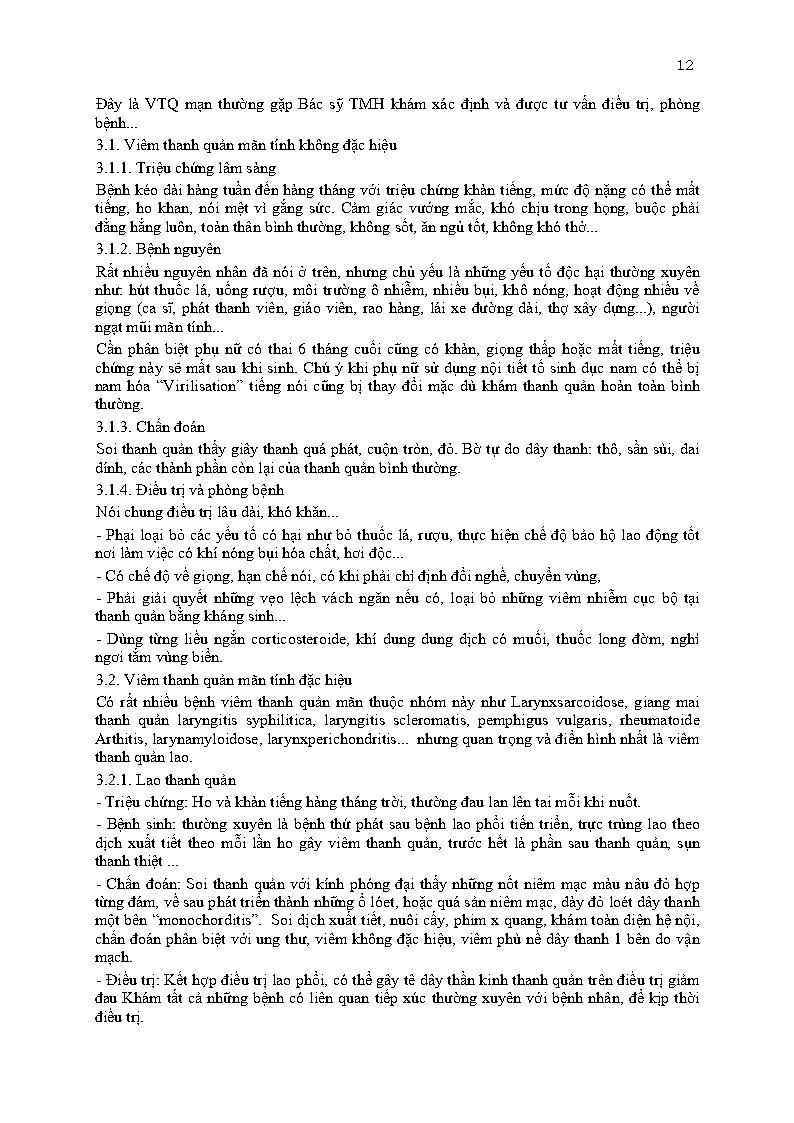 12
Đây là VTQ mạn thường gặp Bác sỹ TMH khám xác định và được tư vấn điều trị, phòng
bệnh...
3.1. Viêm thanh quản mãn tính không đặc hiệu
3.1.1. Triệu chứng lâm sàng
Bệnh kéo dài hàng tuần đến hàng tháng với triệu chứng khàn tiếng, mức độ nặng có thể mất
tiếng, ho khan, nói mệt vì gắng sức. Cảm giác vướng mắc, khó chịu trong họng, buộc phải
đằng hắng luôn, toàn thân bình thường, không sốt, ăn ngủ tốt, không khó thở...
3.1.2. Bệnh nguyên
Rất nhiều nguyên nhân đã nói ở trên, nhưng chủ yếu là những yếu tố độc hại thường xuyên
như: hút thuốc lá, uống rượu, môi trường ô nhiễm, nhiều bụi, khô nóng, hoạt động nhiều về
giọng (ca sĩ, phát thanh viên, giáo viên, rao hàng, lái xe đường dài, thợ xây dựng...), người
ngạt mũi mãn tính...
Cần phân biệt phụ nữ có thai 6 tháng cuối cũng có khàn, giọng thấp hoặc mất tiếng, triệu
chứng này sẽ mất sau khi sinh. Chú ý khi phụ nữ sử dụng nội tiết tố sinh dục nam có thể bị
nam hóa “Virilisation” tiếng nói cũng bị thay đổi mặc dù khám thanh quản hoàn toàn bình
thường.
3.1.3. Chẩn đoán
Soi thanh quản thấy giây thanh quá phát, cuộn tròn, đỏ. Bờ tự do dây thanh: thô, sần sùi, dai
dính, các thành phần còn lại của thanh quản bình thường.
3.1.4. Điều trị và phòng bệnh
Nói chung điều trị lâu dài, khó khăn...
- Phại loại bỏ các yếu tố có hại như bỏ thuốc lá, rượu, thực hiện chế độ bảo hộ lao động tốt
nơi làm việc có khí nóng bụi hóa chất, hơi độc...
- Có chế độ về giọng, hạn chế nói, có khi phải chỉ định đổi nghề, chuyển vùng,
- Phải giải quyết những vẹo lệch vách ngăn nếu có, loại bỏ những viêm nhiễm cục bộ tại
thanh quản bằng kháng sinh...
- Dùng từng liều ngắn corticosteroide, khí dung dung dịch có muối, thuốc long đờm, nghỉ
ngơi tắm vùng biển.
3.2. Viêm thanh quản mãn tính đặc hiệu
Có rất nhiều bệnh viêm thanh quản mãn thuộc nhóm này như Larynxsarcoidose, giang mai
thanh quản laryngitis syphilitica, laryngitis scleromatis, pemphigus vulgaris, rheumatoide
Arthitis, larynamyloidose, larynxperichondritis... nhưng quan trọng và điển hình nhất là viêm
thanh quản lao.
3.2.1. Lao thanh quản
- Triệu chứng: Ho và khàn tiếng hàng tháng trời, thường đau lan lên tai mỗi khi nuốt.
- Bệnh sinh: thường xuyên là bệnh thứ phát sau bệnh lao phổi tiến triển, trực trùng lao theo
dịch xuất tiết theo mỗi lần ho gây viêm thanh quản, trước hết là phần sau thanh quản, sụn
thanh thiệt ...
- Chẩn đoán: Soi thanh quản với kính phóng đại thấy những nốt niêm mạc màu nâu đỏ hợp
từng đám, về sau phát triển thành những ổ lóet, hoặc quá sản niêm mạc, dày đỏ loét dây thanh
một bên “monochorditis”. Soi dịch xuất tiết, nuôi cấy, phim x quang, khám toàn diện hệ nội,
chẩn đoán phân biệt với ung thư, viêm không đặc hiệu, viêm phù nề dây thanh 1 bên do vận
mạch.
- Điều trị: Kết hợp điều trị lao phổi, có thể gây tê dây thần kinh thanh quản trên điều trị giảm
đau Khám tất cả những bệnh có liên quan tiếp xúc thường xuyên với bệnh nhân, để kịp thời
điều trị.